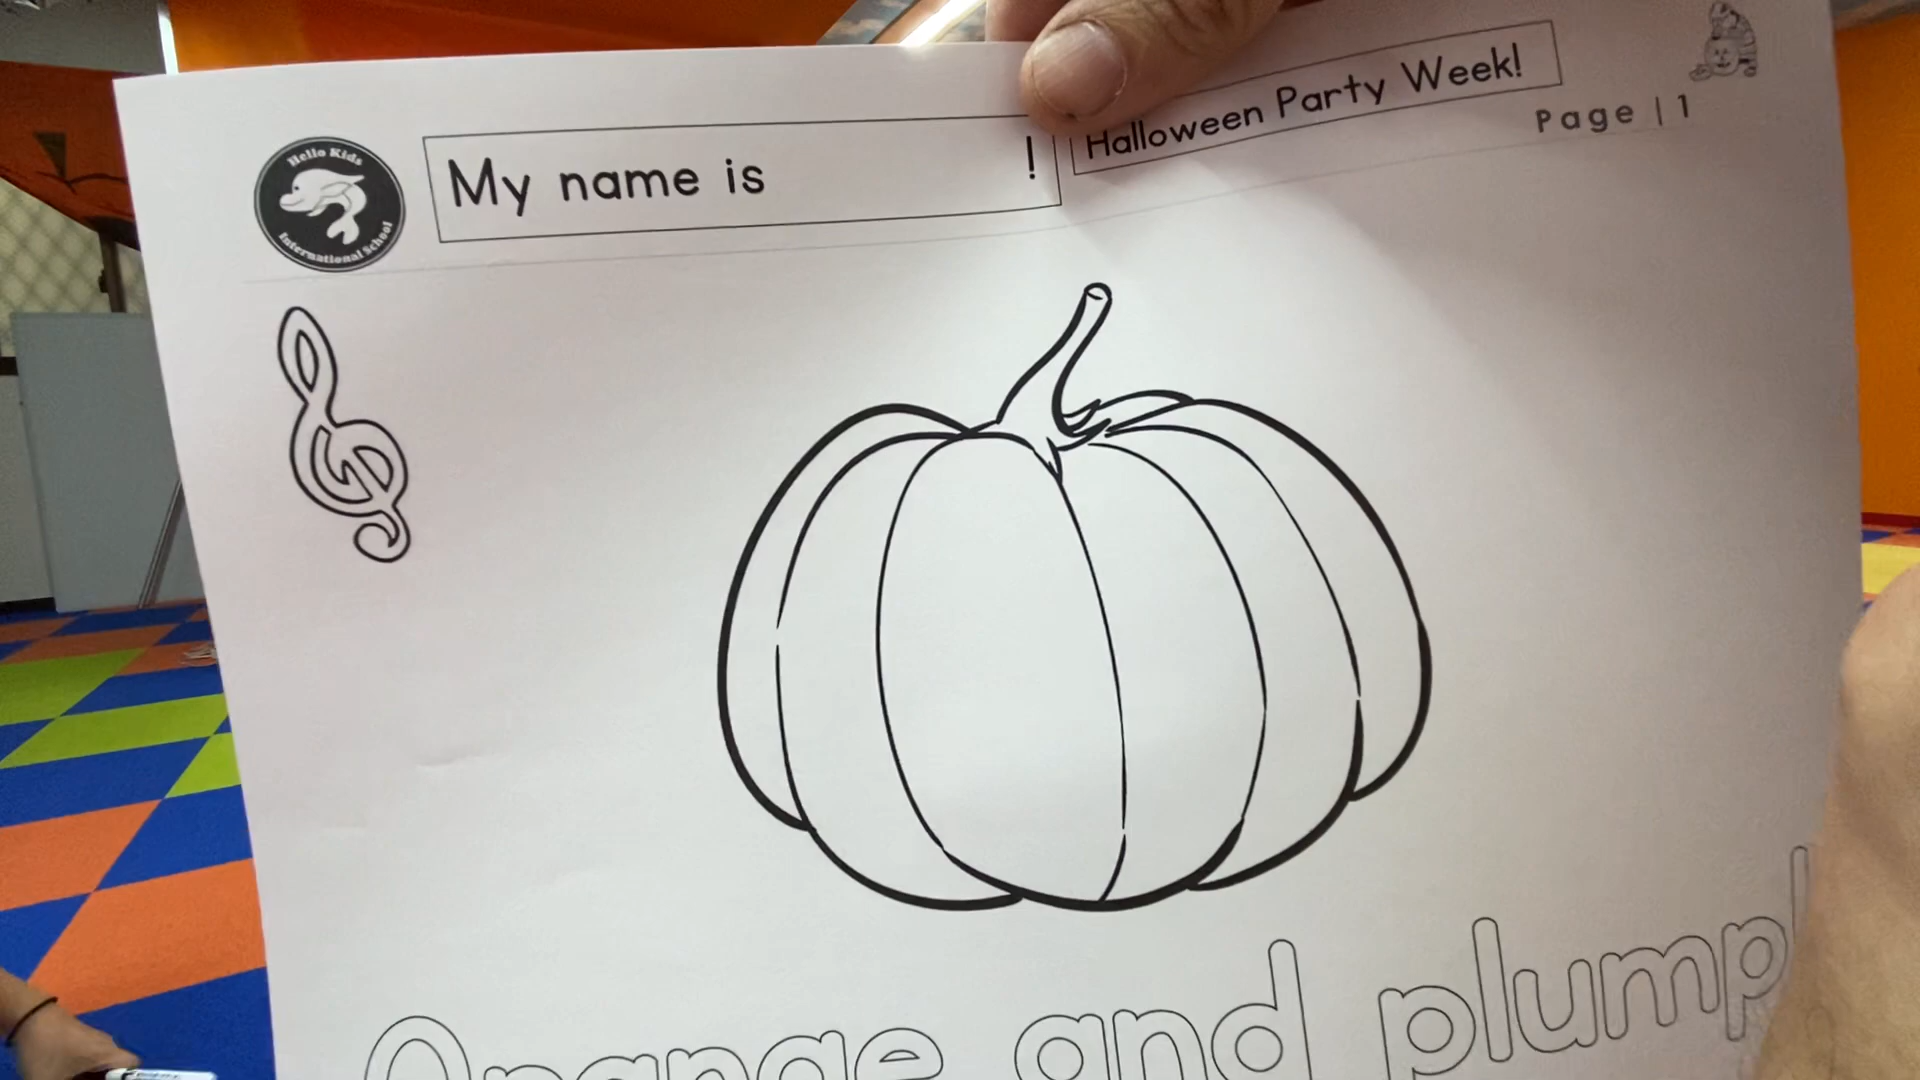 Hello Kids
International School
My name is !
Halloween Party Week!
Page | 1
Orange and plump